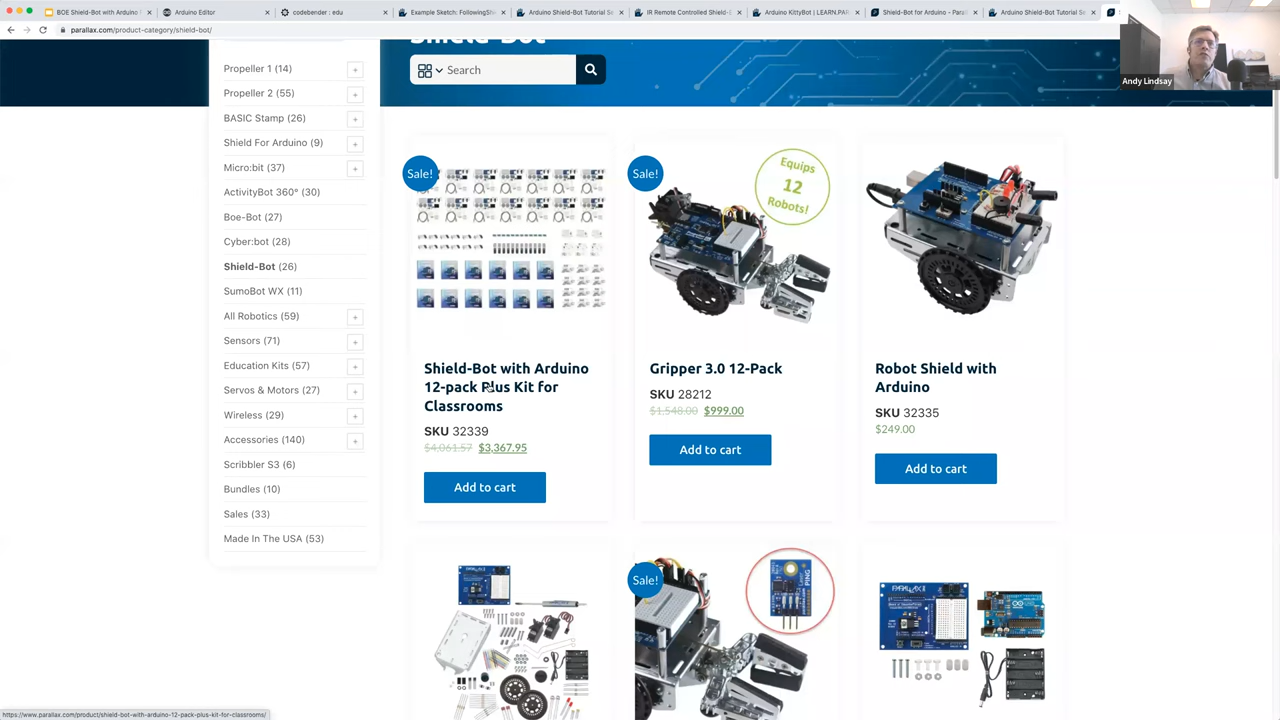 BOE Shield-Bot with Arduino
Arduino Editor
codebender : edu
Example Sketch: FollowingShi
Arduino Shield-Bot Tutorial Se
IR Remote Controlled Shield-B
Arduino KittyBot | LEARN.PAR
Shield-Bot for Arduino - Para
Arduino Shield-Bot Tutorial Se
parallax.com/product-category/shield-bot/
Andy Lindsay
Shield-Bot
Search
Propeller 1 (14)
Propeller 2 (55)
BASIC Stamp (26)
Shield For Arduino (9)
Micro:bit (37)
ActivityBot 360° (30)
Boe-Bot (27)
Cyber:bot (28)
Shield-Bot (26)
SumoBot WX (11)
All Robotics (59)
Sensors (71)
Education Kits (57)
Servos & Motors (27)
Wireless (29)
Accessories (140)
Scribbler S3 (6)
Bundles (10)
Sales (33)
Made In The USA (53)
Sale!
Shield-Bot with Arduino
12-pack Plus Kit for
Classrooms
SKU 32339
$4,061.57 $3,367.95
Add to cart
Sale!
Equips
12
Robots!
Gripper 3.0 12-Pack
SKU 28212
$1,548.00 $999.00
Add to cart
Robot Shield with
Arduino
SKU 32335
$249.00
Add to cart
Sale!
PING
PARALLAX
https://www.parallax.com/product/shield-bot-with-arduino-12-pack-plus-kit-for-classrooms/